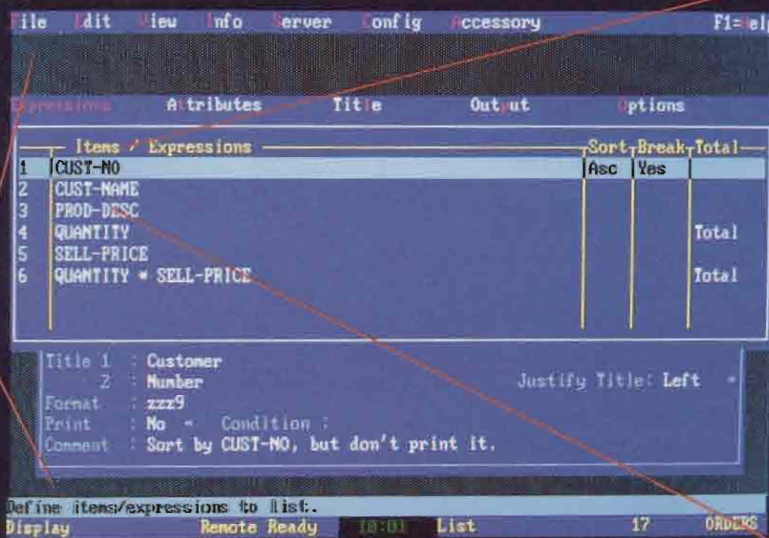 File Edit View Info Server Config Accessory F1=Help
Expressions Attributes Title Output Options
Items / Expressions Sort Break Total
1 CUST-NO Asc Yes
2 CUST-NAME
3 PROD-DESC
4 QUANTITY Total
5 SELL-PRICE
6 QUANTITY * SELL-PRICE Total
Title 1 : Customer
2 : Number Justify Title: Left
Format : zzz9
Print : No Condition :
Comment : Sort by CUST-NO, but don't print it.
Define items/expressions to list.
Display Remote Ready 10:01 List 17 ORDERS